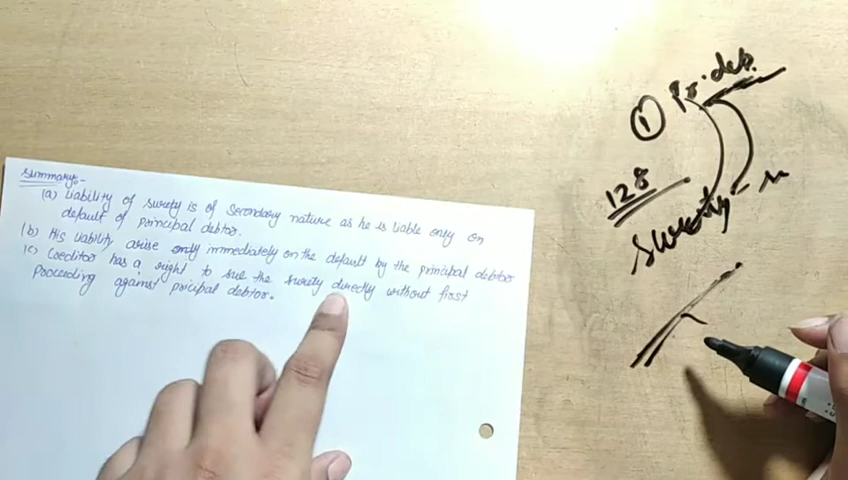 Summary:-
(a) Liability of surety is of secondary nature as he is liable only on
default of principal debtor.
(b) His liability arise only immediately on the default by the principal debtor
(c) Creditor has a right to sue the surety directly without first
proceeding against pricipal debtor.
① Pr. deb.
128
Surety -